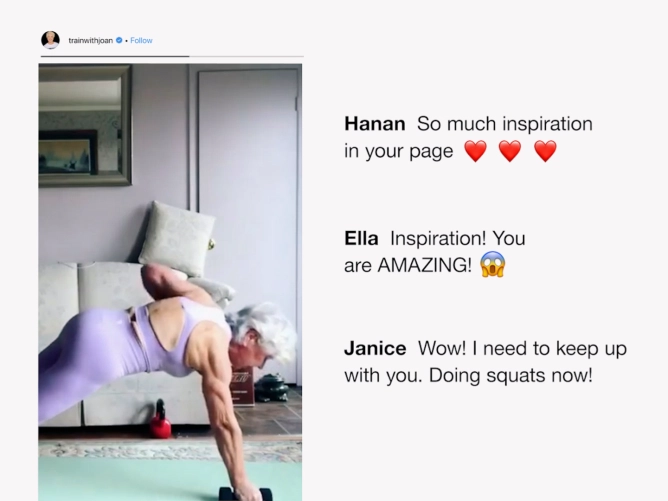 trainwithjoan • Follow
Hanan So much inspiration
in your page ❤️ ❤️ ❤️
Ella Inspiration! You
are AMAZING! 😱
Janice Wow! I need to keep up
with you. Doing squats now!